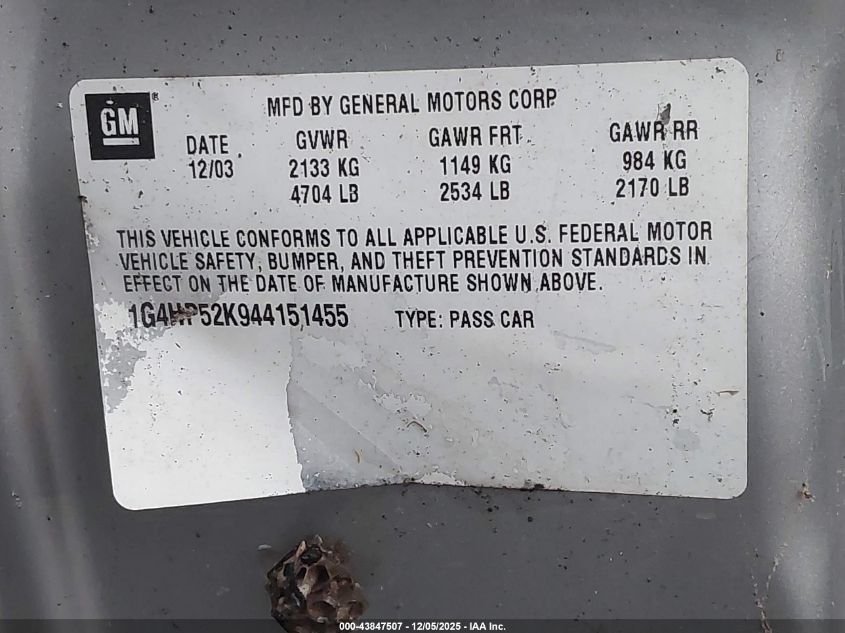 GM ®
MFD BY GENERAL MOTORS CORP
DATE GVWR GAWR FRT GAWR RR
12/03 2133 KG 1149 KG 984 KG
4704 LB 2534 LB 2170 LB
THIS VEHICLE CONFORMS TO ALL APPLICABLE U.S. FEDERAL MOTOR
VEHICLE SAFETY, BUMPER, AND THEFT PREVENTION STANDARDS IN
EFFECT ON THE DATE OF MANUFACTURE SHOWN ABOVE.
1G4HP52K944151455 TYPE: PASS CAR
000-43847507 - 12/05/2025 - IAA Inc.